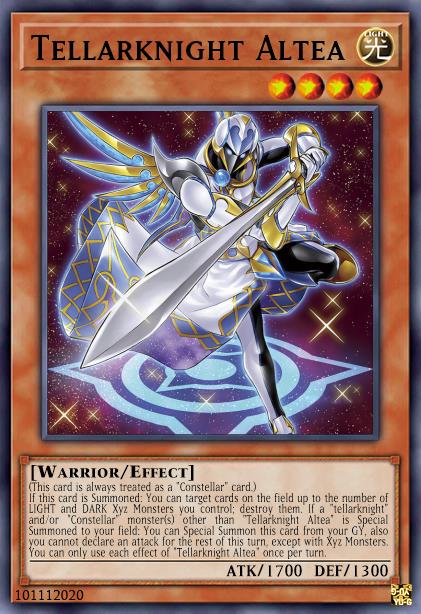 TELLARKNIGHT ALTEA
LIGHT
光
[WARRIOR/EFFECT]
(This card is always treated as a "Constellar" card.)
If this card is Summoned: You can target cards on the field up to the number of
LIGHT and DARK Xyz Monsters you control; destroy them. If a "tellarknight"
and/or "Constellar" monster(s) other than "Tellarknight Altea" is Special
Summoned to your field: You can Special Summon this card from your GY, also
you cannot declare an attack for the rest of this turn, except with Xyz Monsters.
You can only use each effect of "Tellarknight Altea" once per turn.
ATK/1700 DEF/1300
101112020